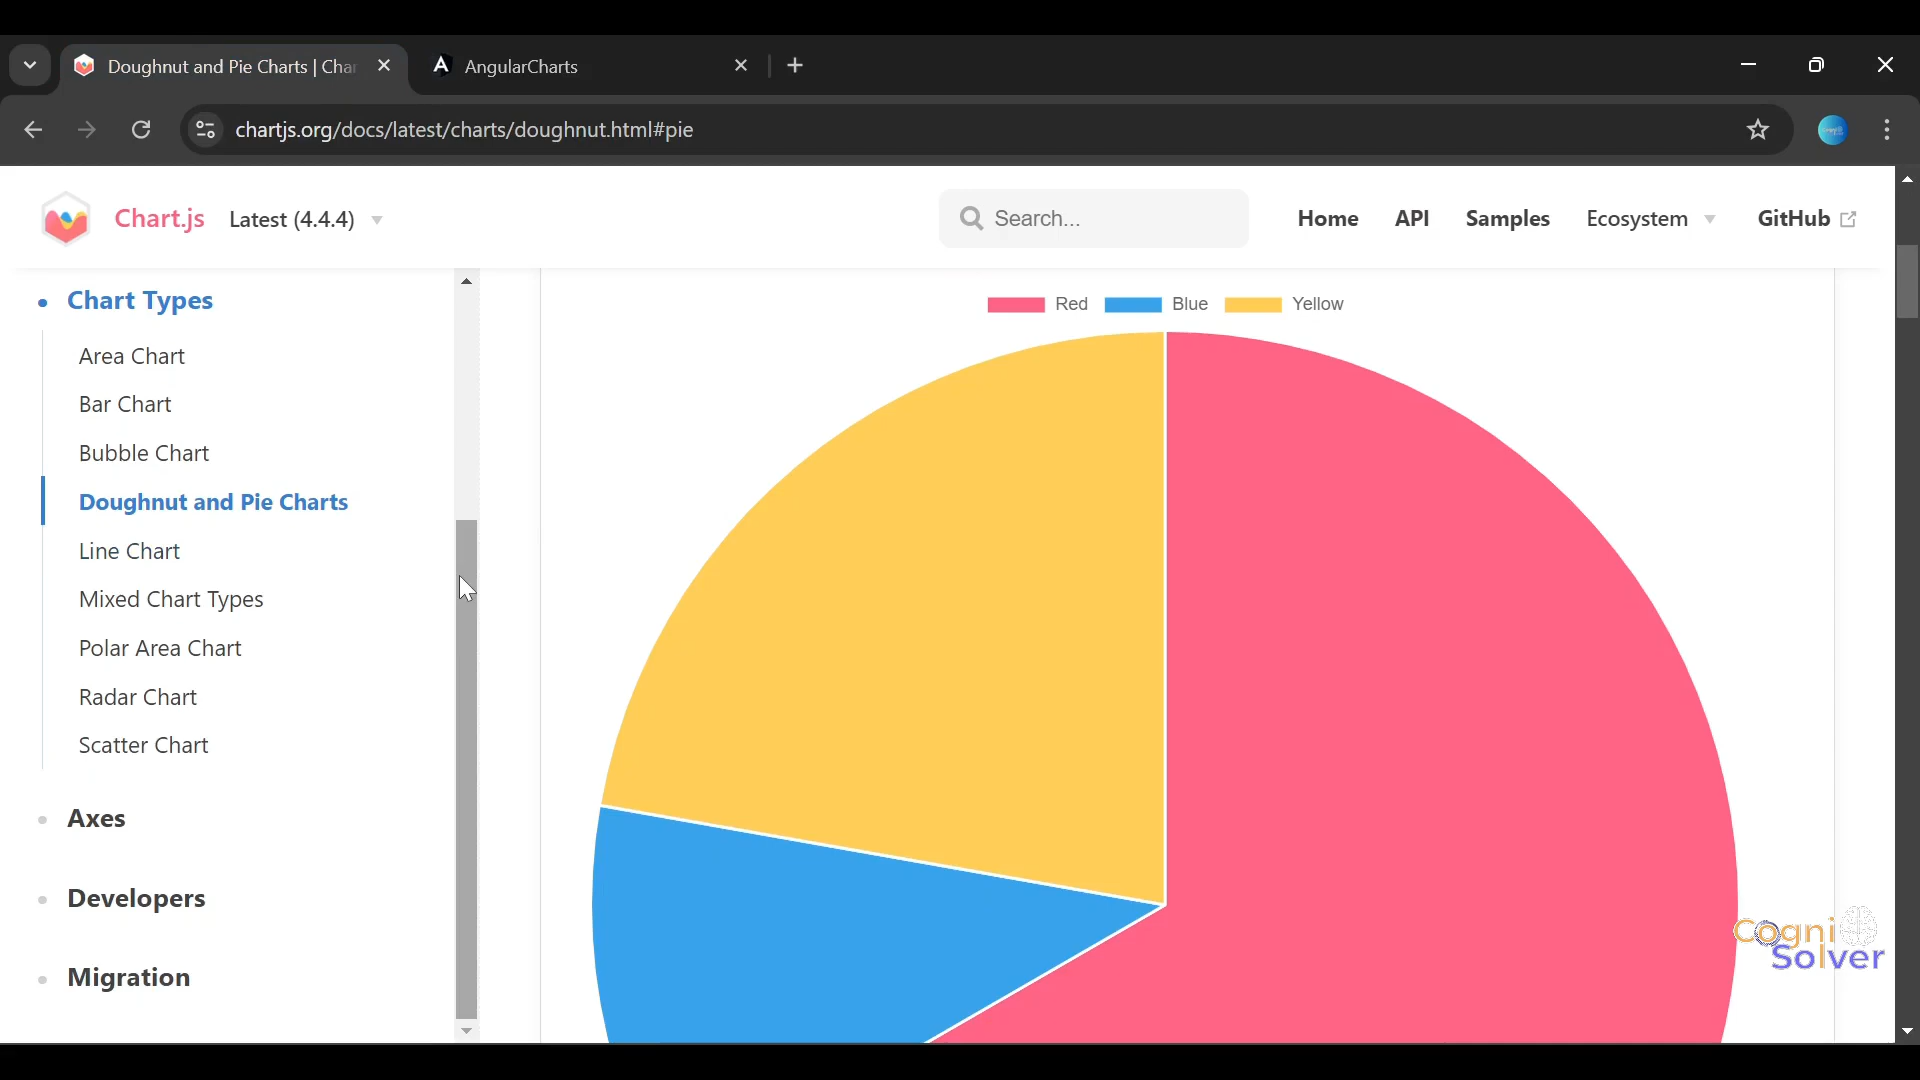 Doughnut and Pie Charts | Char
AngularCharts
chartjs.org/docs/latest/charts/doughnut.html#pie
Chart.js
Latest (4.4.4)
Search...
Home
API
Samples
Ecosystem
GitHub
Chart Types
Area Chart
Bar Chart
Bubble Chart
Doughnut and Pie Charts
Line Chart
Mixed Chart Types
Polar Area Chart
Radar Chart
Scatter Chart
Axes
Developers
Migration
Red
Blue
Yellow
Cogni
Solver